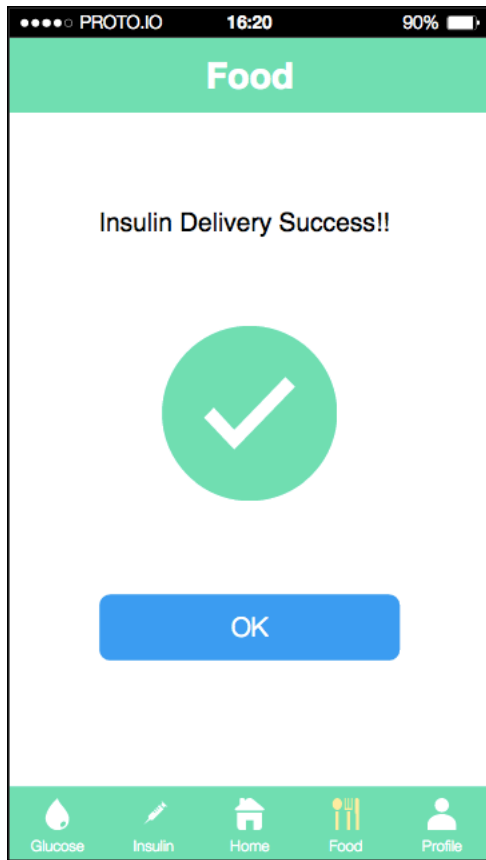 PROTO.IO 16:20 90%
Food
Insulin Delivery Success!!
OK
Glucose Insulin Home Food Profile